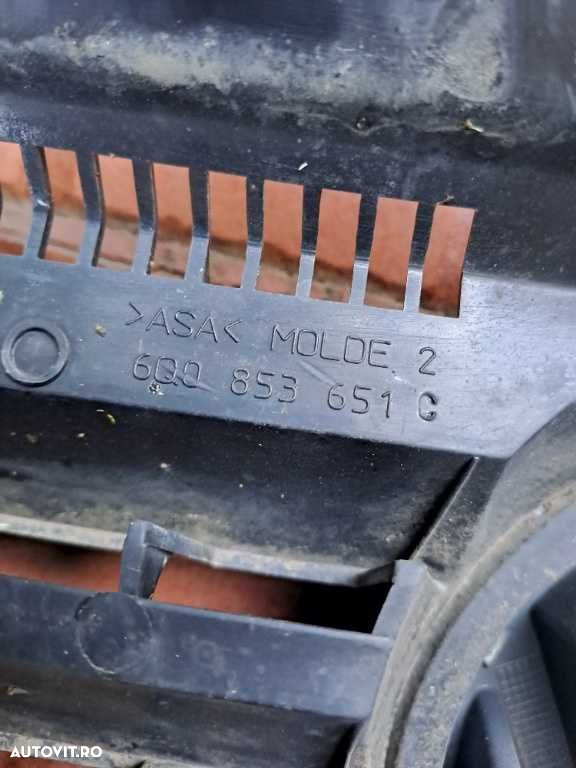 >ASA< MOLDE 2
6Q0 853 651 C
AUTOVIT.RO